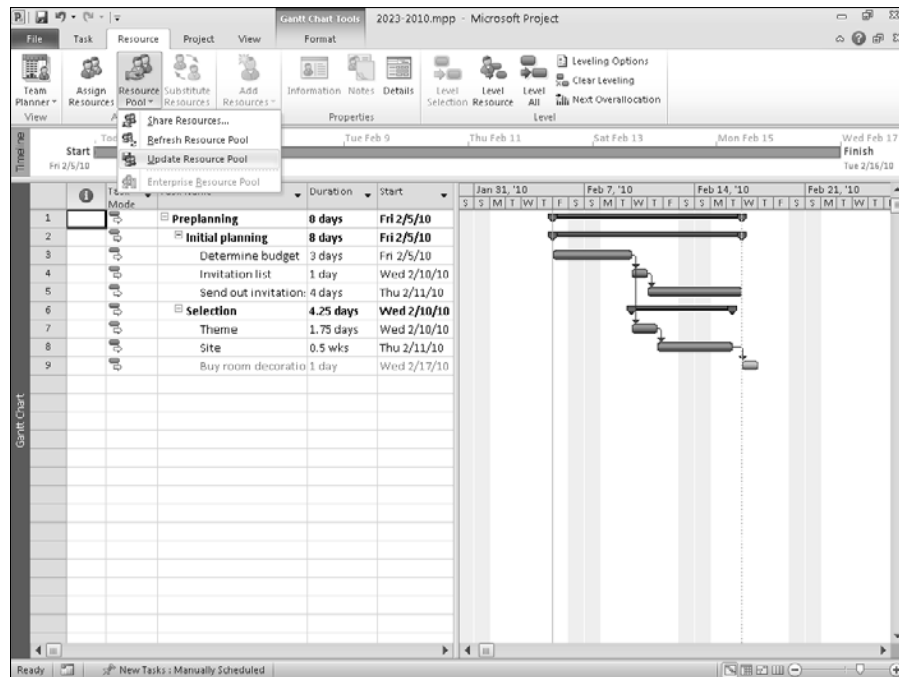 Gantt Chart Tools 2023-2010.mpp - Microsoft Project
File Task Resource Project View Format
Team Planner
Assign Resources
Resource Pool
Substitute Resources
Add Resources
Information Notes Details
Level Selection
Level Resource
Level All
Leveling Options
Clear Leveling
Next Overallocation
View Properties Level
Share Resources...
Refresh Resource Pool
Update Resource Pool
Enterprise Resource Pool
Timeline
Tue Feb 9 Thu Feb 11 Sat Feb 13 Mon Feb 15 Wed Feb 17
Start Finish
Fri 2/5/10 Tue 2/16/10
Mode Duration Start
Jan 31, '10 Feb 7, '10 Feb 14, '10 Feb 21, '10
S S M T W T F S S M T W T F S S M T W T F S S M T W T
1 Preplanning 8 days Fri 2/5/10
2 Initial planning 8 days Fri 2/5/10
3 Determine budget 3 days Fri 2/5/10
4 Invitation list 1 day Wed 2/10/10
5 Send out invitation: 4 days Thu 2/11/10
6 Selection 4.25 days Wed 2/10/10
7 Theme 1.75 days Wed 2/10/10
8 Site 0.5 wks Thu 2/11/10
9 Buy room decoratio 1 day Wed 2/17/10
Gantt Chart
Ready New Tasks : Manually Scheduled